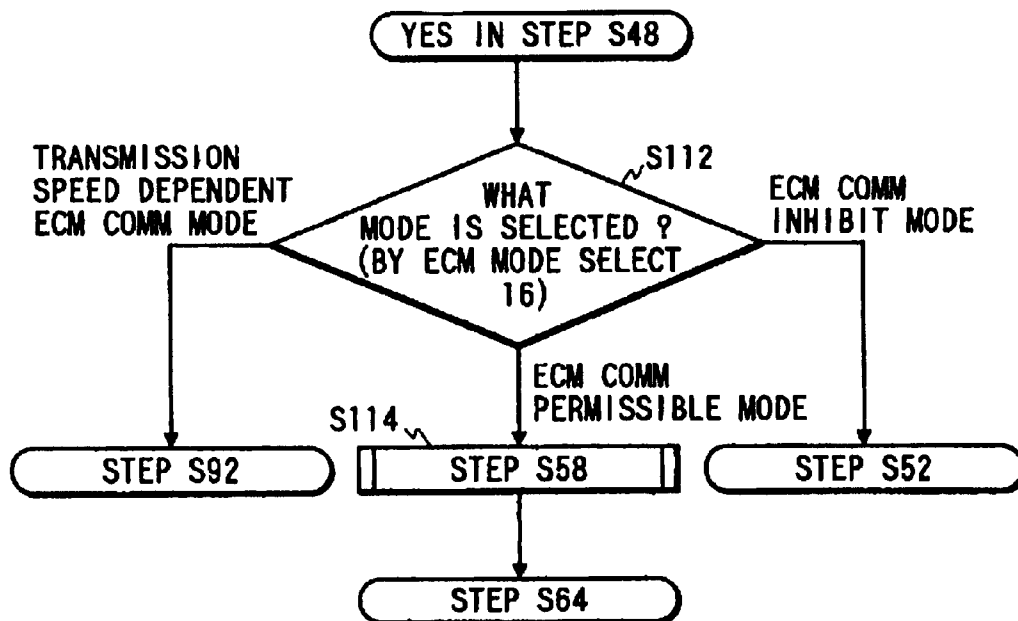 YES IN STEP S48
S112
TRANSMISSION
SPEED DEPENDENT
ECM COMM MODE
WHAT
MODE IS SELECTED ?
(BY ECM MODE SELECT
16)
ECM COMM
INHIBIT MODE
ECM COMM
PERMISSIBLE MODE
S114
STEP S92
STEP S58
STEP S52
STEP S64